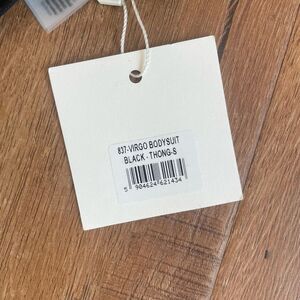 837-VIRGO BODYSUIT
BLACK - THONG-S
5 904624 621434